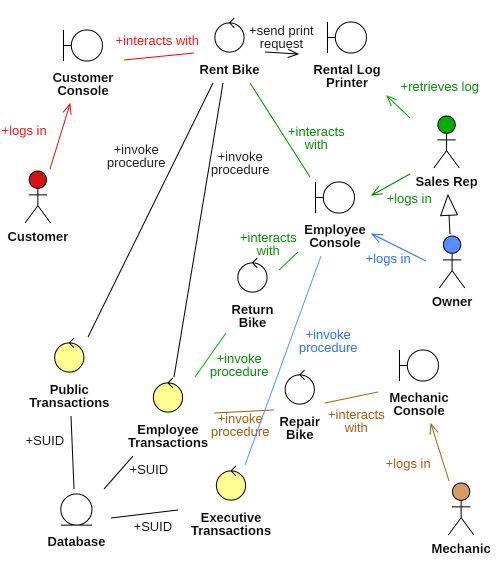 +send print
request
+interacts with
Customer
Console
Rent Bike
Rental Log
Printer
+retrieves log
+logs in
+invoke
procedure
+interacts
with
+invoke
procedure
Sales Rep
+logs in
Customer
Employee
Console
+interacts
with
+logs in
Owner
Return
Bike
+invoke
procedure
+invoke
procedure
Public
Transactions
Mechanic
Console
Employee
Transactions
+invoke
procedure
Repair
Bike
+interacts
with
+SUID
+SUID
+logs in
Executive
Transactions
+SUID
Database
Mechanic